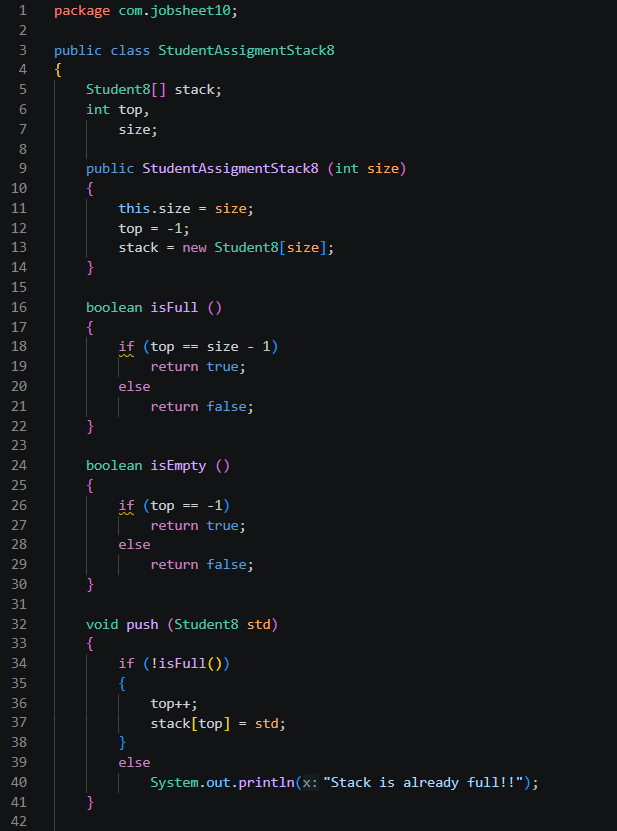 1 package com.jobsheet10;
2
3 public class StudentAssigmentStack8
4 {
5     Student8[] stack;
6     int top,
7         size;
8
9     public StudentAssigmentStack8 (int size)
10     {
11         this.size = size;
12         top = -1;
13         stack = new Student8[size];
14     }
15
16     boolean isFull ()
17     {
18         if (top == size - 1)
19             return true;
20         else
21             return false;
22     }
23
24     boolean isEmpty ()
25     {
26         if (top == -1)
27             return true;
28         else
29             return false;
30     }
31
32     void push (Student8 std)
33     {
34         if (!isFull())
35         {
36             top++;
37             stack[top] = std;
38         }
39         else
40             System.out.println(x: "Stack is already full!!");
41     }
42